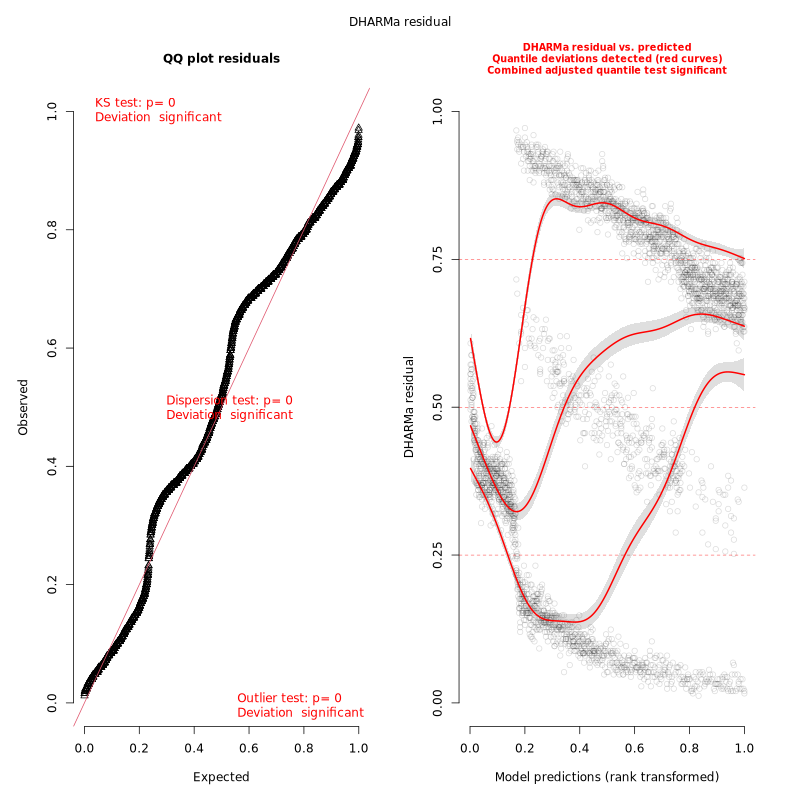 DHARMa residual
QQ plot residuals
KS test: p= 0
Deviation  significant
Dispersion test: p= 0
Deviation  significant
Outlier test: p= 0
Deviation  significant
Observed
0.0
0.2
0.4
0.6
0.8
1.0
0.0
0.2
0.4
0.6
0.8
1.0
Expected
DHARMa residual vs. predicted
Quantile deviations detected (red curves)
Combined adjusted quantile test significant
DHARMa residual
0.00
0.25
0.50
0.75
1.00
0.0
0.2
0.4
0.6
0.8
1.0
Model predictions (rank transformed)